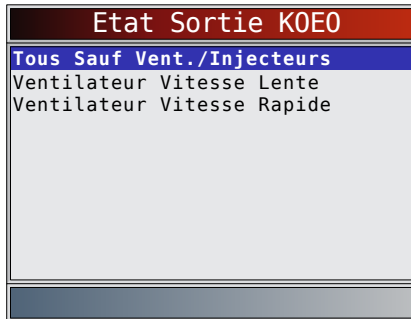 Etat Sortie KOEO
Tous Sauf Vent./Injecteurs
Ventilateur Vitesse Lente
Ventilateur Vitesse Rapide